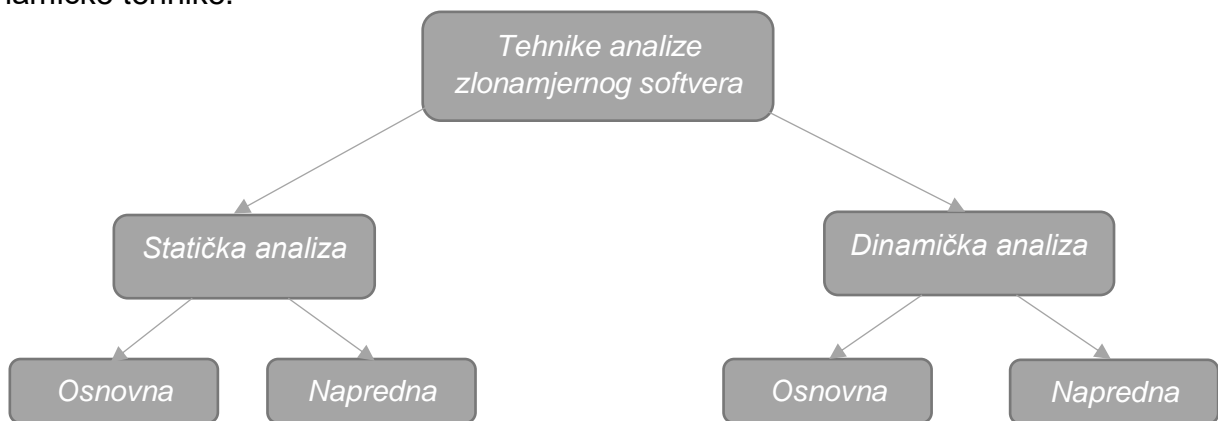 Tehnike analize
zlonamjernog softvera
Statička analiza
Dinamička analiza
Osnovna
Napredna
Osnovna
Napredna